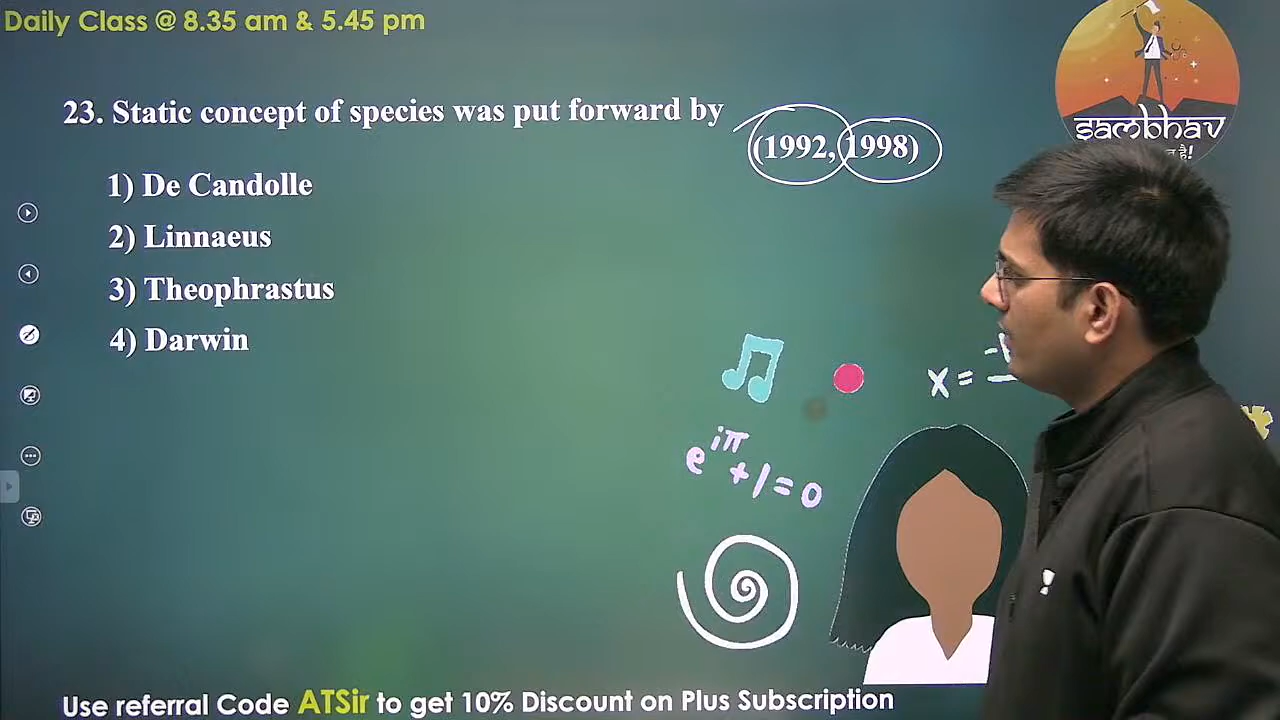 Daily Class @ 8.35 am & 5.45 pm
23. Static concept of species was put forward by
(1992, 1998)
1) De Candolle
2) Linnaeus
3) Theophrastus
4) Darwin
sambhav
है!
x =
e^iπ + 1 = 0
Use referral Code ATSir to get 10% Discount on Plus Subscription